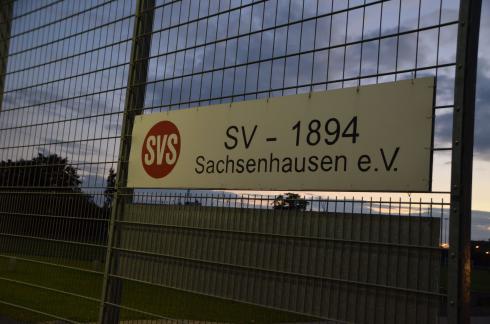 SVS
SV - 1894
Sachsenhausen e.V.